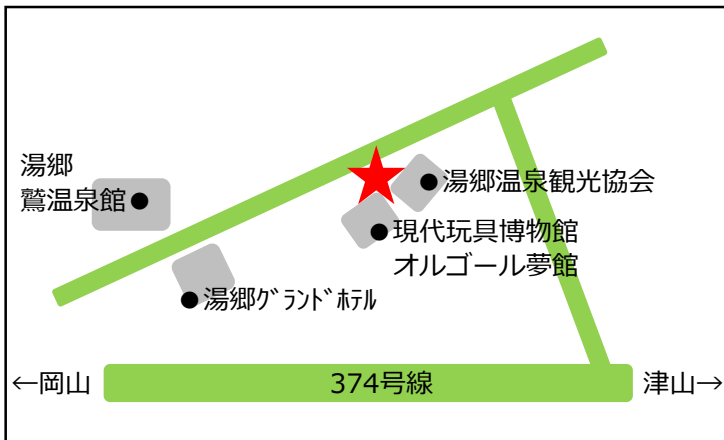 湯郷
鷲温泉館
湯郷温泉観光協会
現代玩具博物館
オルゴール夢館
湯郷ｸﾞﾗﾝﾄﾞﾎﾃﾙ
←岡山
374号線
津山→